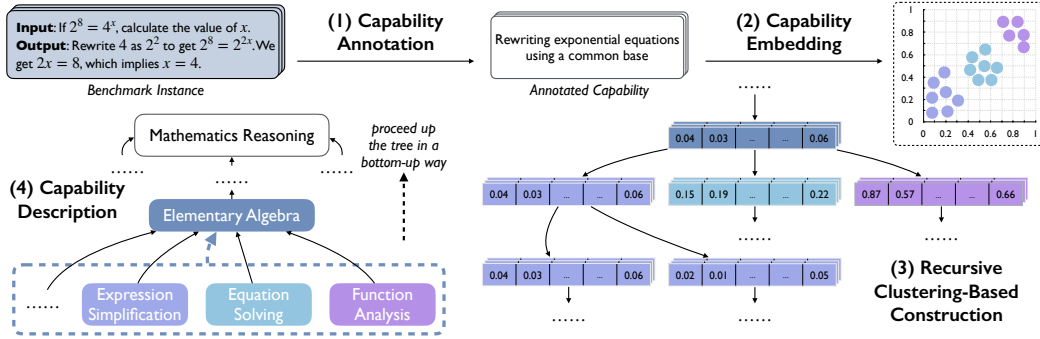 Input: If 2^8 = 4^x, calculate the value of x.
Output: Rewrite 4 as 2^2 to get 2^8 = 2^{2x}. We
get 2x = 8, which implies x = 4.
Benchmark Instance
(1) Capability
Annotation
Rewriting exponential equations
using a common base
Annotated Capability
(2) Capability
Embedding
1
0.8
0.6
0.4
0.2
0
0 0.2 0.4 0.6 0.8 1
......
0.04 0.03 ... ... 0.06
0.04 0.03 ... ... 0.06
0.15 0.19 ... ... 0.22
0.87 0.57 ... ... 0.66
......
......
0.04 0.03 ... ... 0.06
0.02 0.01 ... ... 0.05
......
......
(3) Recursive
Clustering-Based
Construction
Mathematics Reasoning
...... ...... ......
proceed up
the tree in a
bottom-up way
(4) Capability
Description
Elementary Algebra
......
Expression
Simplification
Equation
Solving
Function
Analysis